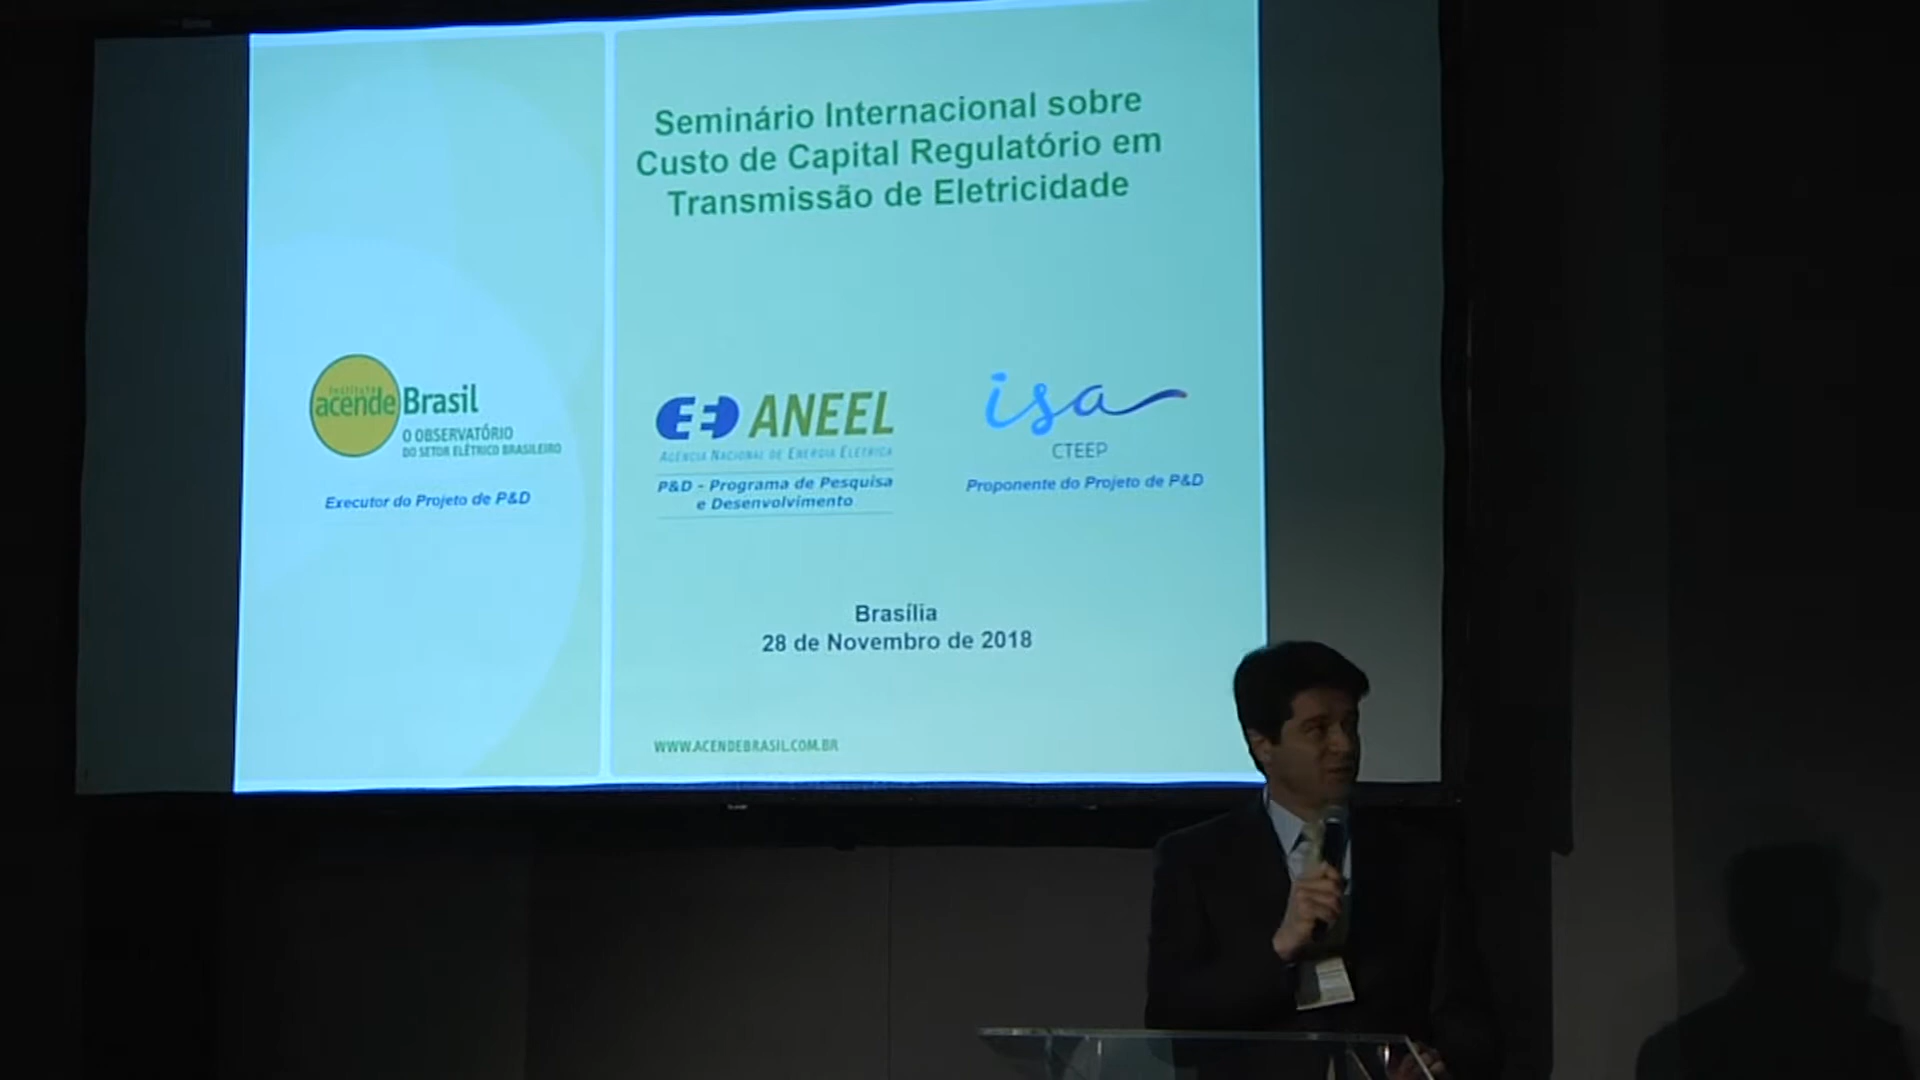 Seminário Internacional sobre
Custo de Capital Regulatório em
Transmissão de Eletricidade
instituto
acende Brasil
O OBSERVATÓRIO
DO SETOR ELÉTRICO BRASILEIRO
Executor do Projeto de P&D
ANEEL
AGÊNCIA NACIONAL DE ENERGIA ELÉTRICA
P&D - Programa de Pesquisa
e Desenvolvimento
isa
CTEEP
Proponente do Projeto de P&D
Brasília
28 de Novembro de 2018
WWW.ACENDEBRASIL.COM.BR